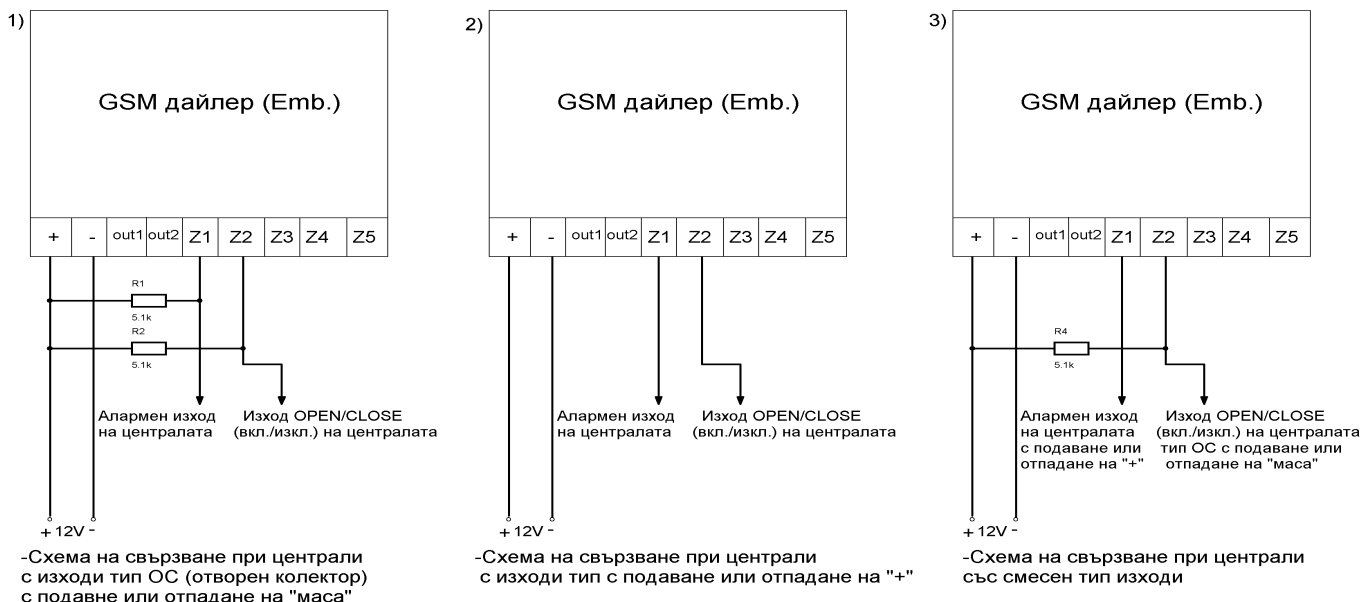 1)
GSM дайлер (Emb.)
+ - out1 out2 Z1 Z2 Z3 Z4 Z5
R1
5.1k
R2
5.1k
Алармен изход
на централата
Изход OPEN/CLOSE
(вкл./изкл.) на централата
+ 12V -
-Схема на свързване при централи
с изходи тип ОС (отворен колектор)
с подавне или отпадане на "маса"
2)
GSM дайлер (Emb.)
+ - out1 out2 Z1 Z2 Z3 Z4 Z5
Алармен изход
на централата
Изход OPEN/CLOSE
(вкл./изкл.) на централата
+ 12V -
-Схема на свързване при централи
с изходи тип с подаване или отпадане на "+"
3)
GSM дайлер (Emb.)
+ - out1 out2 Z1 Z2 Z3 Z4 Z5
R4
5.1k
Алармен изход
на централата
с подаване или
отпадане на "+"
Изход OPEN/CLOSE
(вкл./изкл.) на централата
тип ОС с подаване или
отпадане на "маса"
+ 12V -
-Схема на свързване при централи
със смесен тип изходи